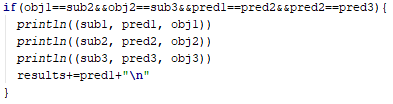 if(obj1==sub2&&obj2==sub3&&pred1==pred2&&pred2==pred3){
println((sub1, pred1, obj1))
println((sub2, pred2, obj2))
println((sub3, pred3, obj3))
results+=pred1+"\n"
}